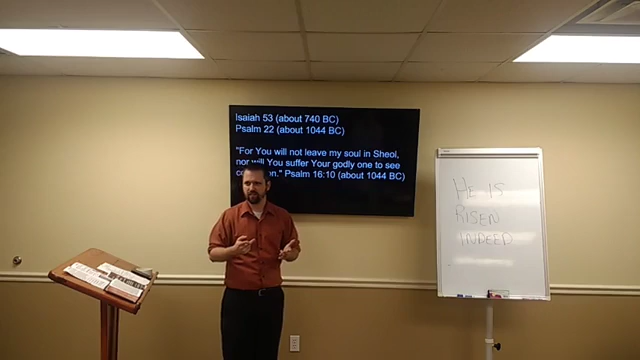 Isaiah 53 (about 740 BC)
Psalm 22 (about 1044 BC)
"For You will not leave my soul in Sheol,
nor will You suffer Your godly one to see
Psalm 16:10 (about 1044 BC)
HE IS
RISEN
INDEED